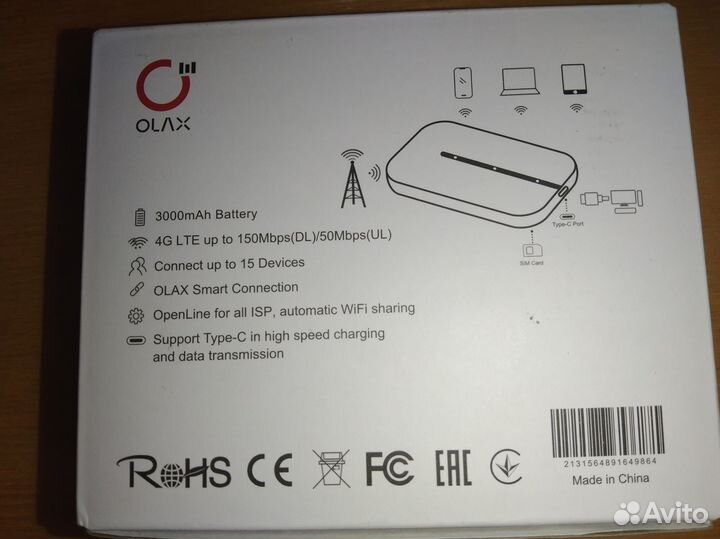 OLAX
3000mAh Battery
4G LTE up to 150Mbps(DL)/50Mbps(UL)
Connect up to 15 Devices
OLAX Smart Connection
OpenLine for all ISP, automatic WiFi sharing
Support Type-C in high speed charging
and data transmission
Type-C Port
SIM Card
RoHS CE FC EAC
2131564891649864
Made in China
Avito